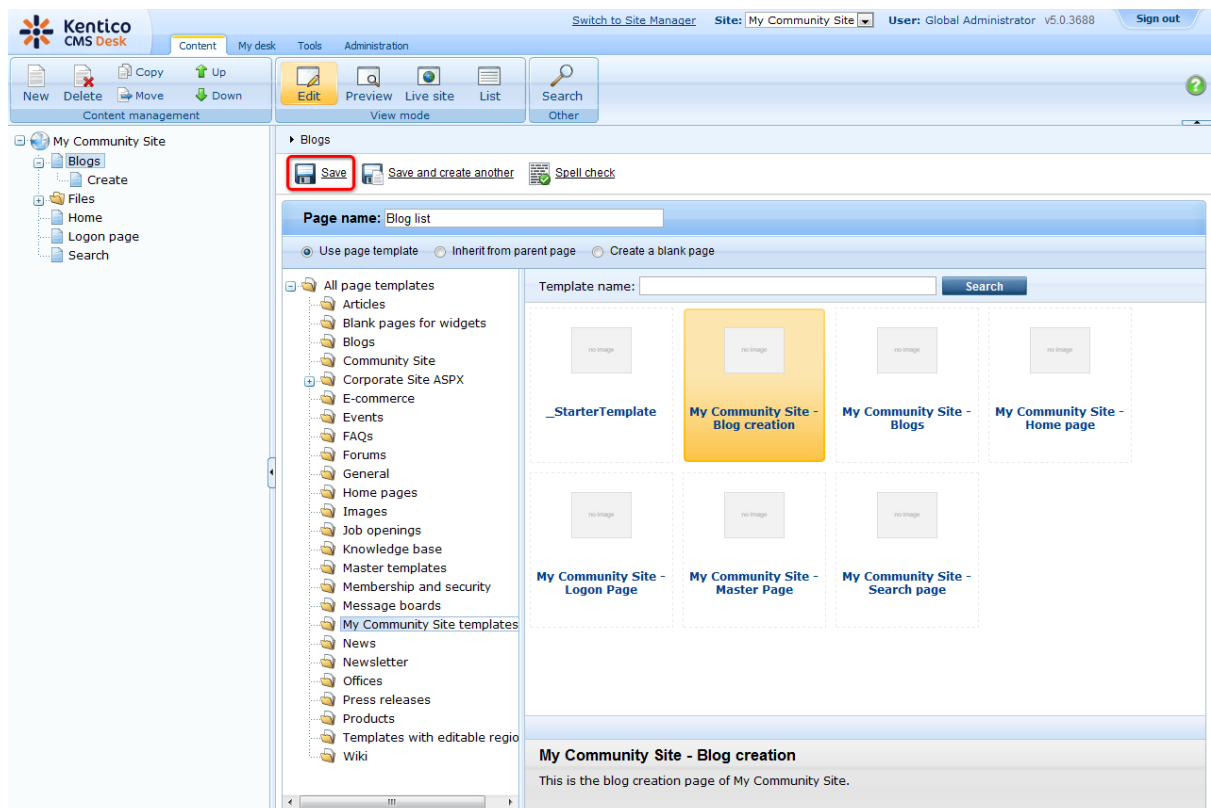 Kentico
CMS Desk
Switch to Site Manager Site: My Community Site User: Global Administrator v5.0.3688 Sign out
Content My desk Tools Administration
New Delete Copy Move Up Down
Content management
Edit Preview Live site List
View mode
Search
Other
My Community Site
Blogs
Create
Files
Home
Logon page
Search
Blogs
Save Save and create another Spell check
Page name: Blog list
Use page template Inherit from parent page Create a blank page
All page templates
Articles
Blank pages for widgets
Blogs
Community Site
Corporate Site ASPX
E-commerce
Events
FAQs
Forums
General
Home pages
Images
Job openings
Knowledge base
Master templates
Membership and security
Message boards
My Community Site templates
News
Newsletter
Offices
Press releases
Products
Templates with editable regio
Wiki
Template name: Search
no image
_StarterTemplate
no image
My Community Site -
Blog creation
no image
My Community Site -
Blogs
no image
My Community Site -
Home page
no image
My Community Site -
Logon Page
no image
My Community Site -
Master Page
no image
My Community Site -
Search page
My Community Site - Blog creation
This is the blog creation page of My Community Site.